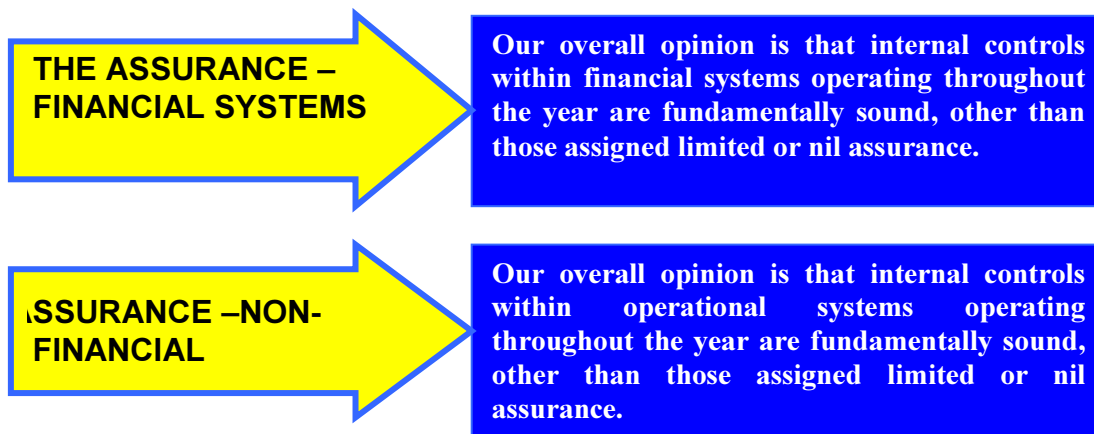 THE ASSURANCE –
FINANCIAL SYSTEMS
Our overall opinion is that internal controls
within financial systems operating throughout
the year are fundamentally sound, other than
those assigned limited or nil assurance.
ASSURANCE –NON-
FINANCIAL
Our overall opinion is that internal controls
within operational systems operating
throughout the year are fundamentally sound,
other than those assigned limited or nil
assurance.